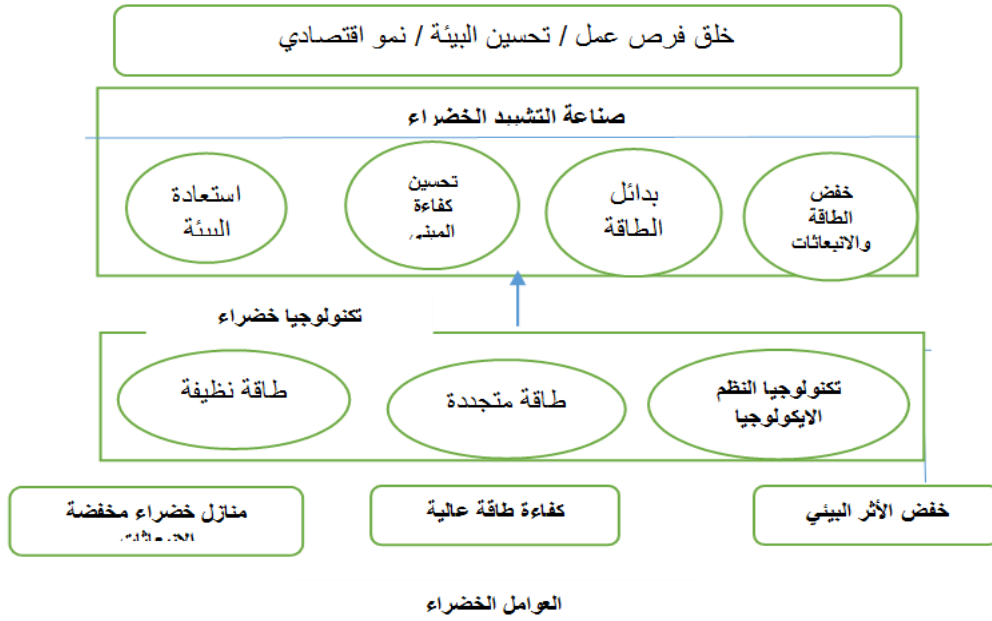 خلق فرص عمل / تحسين البيئة / نمو اقتصادي
صناعة التشييد الخضراء
خفض
الطاقة
والانبعاثات
بدائل
الطاقة
تحسين
كفاءة
المبنى
استعادة
البيئة
تكنولوجيا خضراء
تكنولوجيا النظم
الايكولوجيا
طاقة متجددة
طاقة نظيفة
خفض الأثر البيئي
كفاءة طاقة عالية
منازل خضراء مخفضة
الانبعاثات
العوامل الخضراء